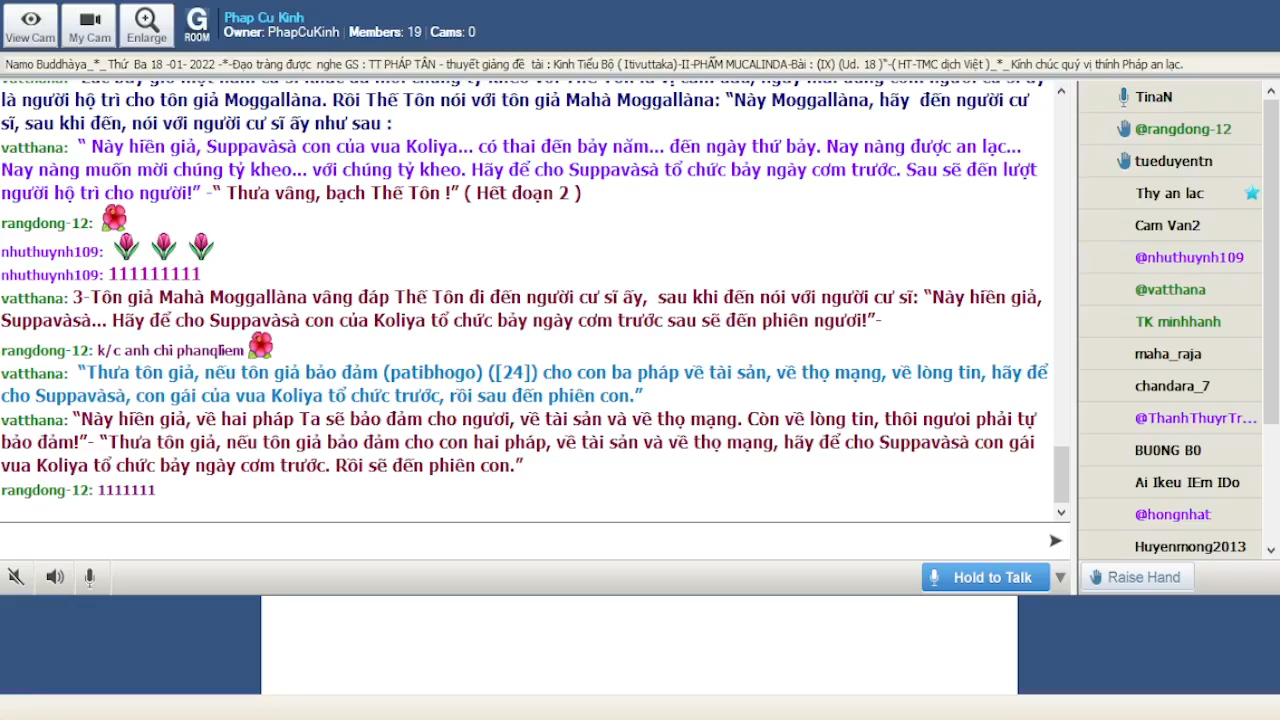 Phap Cu Kinh
Owner: PhapCuKinh | Members: 19 | Cams: 0
View Cam
My Cam
Enlarge
G
ROOM
Namo Buddhàya_*_Thứ Ba 18 -01- 2022 -*-Đạo tràng được nghe GS : TT PHÁP TÂN - thuyết giảng đề tài : Kinh Tiểu Bộ ( Itivuttaka)-II-PHẨM MUCALINDA-Bài : (IX) (Ud. 18 )"-( HT-TMC dịch Việt )_*_ Kính chúc quý vị thính Pháp an lạc.
là người hộ trì cho tôn giả Moggallàna. Rồi Thế Tôn nói với tôn giả Mahà Moggallàna: “Này Moggallàna, hãy đến người cư
sĩ, sau khi đến, nói với người cư sĩ ấy như sau :
vatthana: “ Này hiền giả, Suppavàsà con của vua Koliya... có thai đến bảy năm... đến ngày thứ bảy. Nay nàng được an lạc...
Nay nàng muốn mời chúng tỷ kheo... với chúng tỷ kheo. Hãy để cho Suppavàsà tổ chức bảy ngày cơm trước. Sau sẽ đến lượt
người hộ trì cho người!” -“ Thưa vâng, bạch Thế Tôn !” ( Hết đoạn 2 )
rangdong-12:
nhuthuynh109:
nhuthuynh109: 111111111
vatthana: 3-Tôn giả Mahà Moggallàna vâng đáp Thế Tôn đi đến người cư sĩ ấy, sau khi đến nói với người cư sĩ: “Này hiền giả,
Suppavàsà... Hãy để cho Suppavàsà con của Koliya tổ chức bảy ngày cơm trước sau sẽ đến phiên ngươi!”-
rangdong-12: k/c anh chi phanqliem
vatthana: “Thưa tôn giả, nếu tôn giả bảo đảm (patibhogo) ([24]) cho con ba pháp về tài sản, về thọ mạng, về lòng tin, hãy để
cho Suppavàsà, con gái của vua Koliya tổ chức trước, rồi sau đến phiên con.”
vatthana: “Này hiền giả, về hai pháp Ta sẽ bảo đảm cho ngươi, về tài sản và về thọ mạng. Còn về lòng tin, thôi ngưoi phải tự
bảo đảm!”- “Thưa tôn giả, nếu tôn giả bảo đảm cho con hai pháp, về tài sản và về thọ mạng, hãy để cho Suppavàsà con gái
vua Koliya tổ chức bảy ngày cơm trước. Rồi sẽ đến phiên con.”
rangdong-12: 1111111
Hold to Talk
TinaN
@rangdong-12
tueduyentn
Thy an lac
Cam Van2
@nhuthuynh109
@vatthana
TK minhhanh
maha_raja
chandara_7
@ThanhThuyrTr...
BU0NG B0
Ai Ikeu IEm IDo
@hongnhat
Huyenmong2013
Raise Hand